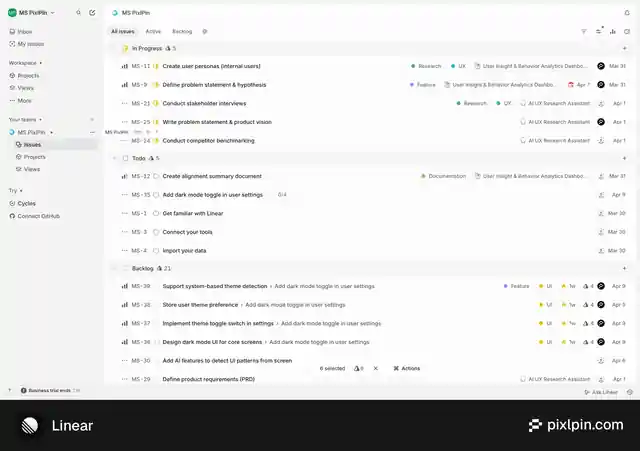 MS PixlPin
Inbox
My issues
Workspace
Projects
Views
More
Your teams
MS PixlPin
Issues
Projects
Views
Try
Cycles
Connect GitHub
Business trial ends
MS PixlPin
All issues Active Backlog
In Progress 5
MS-11 Create user personas (internal users) Research UX User Insight & Behavior Analytics Dashbo... Mar 31
MS-9 Define problem statement & hypothesis Feature User Insight & Behavior Analytics Dashbo... Apr 1 Mar 31
MS-21 Conduct stakeholder interviews Research UX AI UX Research Assistant Apr 1
MS-25 Write problem statement & product vision AI UX Research Assistant Apr 1
MS PixlPin
MS-24 Conduct competitor benchmarking AI UX Research Assistant Apr 1
Todo 5
MS-12 Create alignment summary document Documentation User Insight & Behavior Analytics Dashbo... Mar 31
MS-35 Add dark mode toggle in user settings 0/4 Apr 9
MS-1 Get familiar with Linear Mar 30
MS-3 Connect your tools Mar 30
MS-4 Import your data Mar 30
Backlog 21
Support system-based theme detection › Add dark mode toggle in user settings Feature UI 4 Apr 9
Store user theme preference › Add dark mode toggle in user settings UI 4 Apr 9
MS-37 Implement theme toggle switch in settings › Add dark mode toggle in user settings UI 4 Apr 9
Design dark mode UI for core screens › Add dark mode toggle in user settings UI 4 Apr 9
MS-30 Add AI features to detect UI patterns from screen Apr 6
6 selected Actions
MS-29 Define product requirements (PRD) AI UX Research Assistant Apr 1
Ask Linear
Linear
pixlpin.com